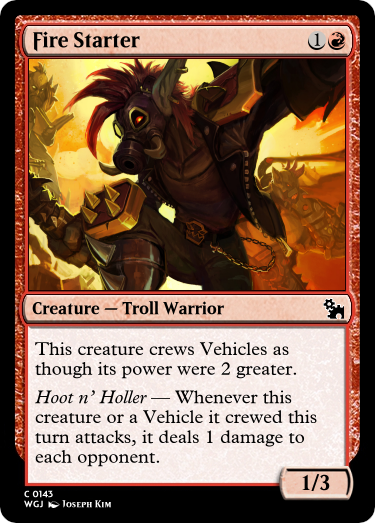 Fire Starter 1
Creature — Troll Warrior
This creature crews Vehicles as
though its power were 2 greater.
Hoot n’ Holler — Whenever this
creature or a Vehicle it crewed this
turn attacks, it deals 1 damage to
each opponent.
1/3
C 0143
WGJ Joseph Kim